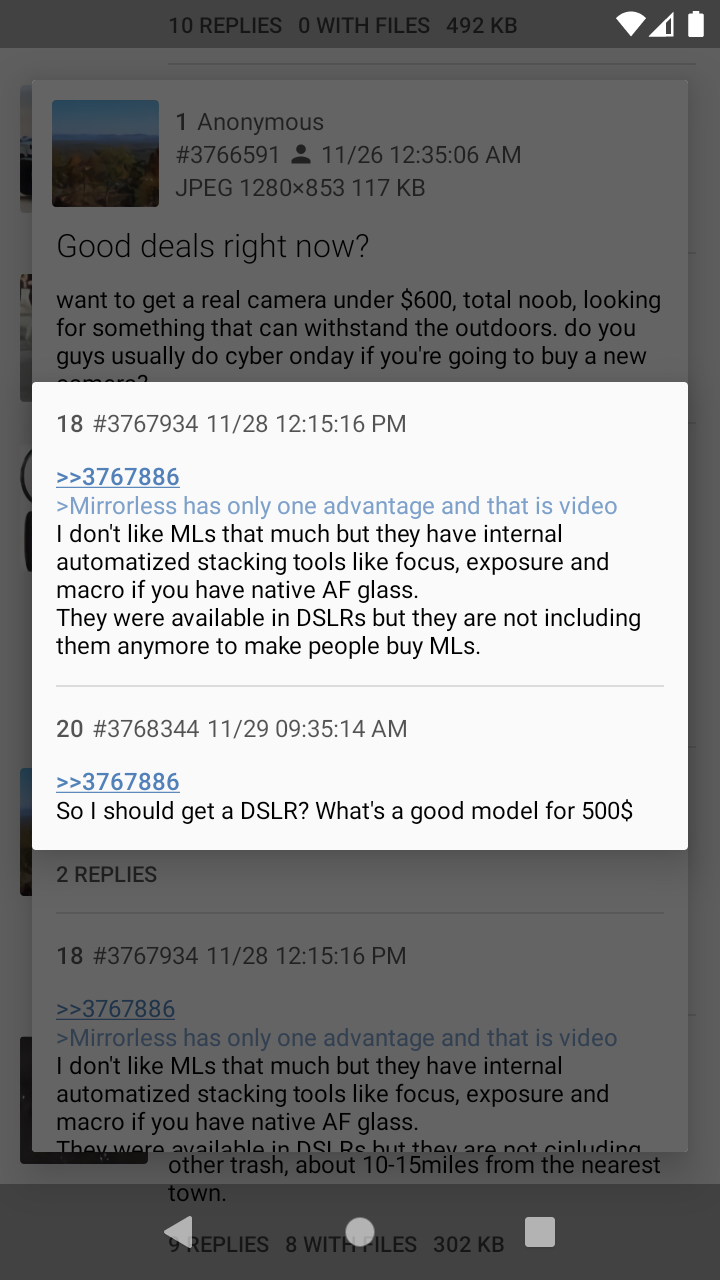 10 REPLIES 0 WITH FILES 492 KB
1 Anonymous
#3766591 11/26 12:35:06 AM
JPEG 1280×853 117 KB
Good deals right now?
want to get a real camera under $600, total noob, looking
for something that can withstand the outdoors. do you
guys usually do cyber onday if you're going to buy a new
camera?
18 #3767934 11/28 12:15:16 PM
>>3767886
>Mirrorless has only one advantage and that is video
I don't like MLs that much but they have internal
automatized stacking tools like focus, exposure and
macro if you have native AF glass.
They were available in DSLRs but they are not including
them anymore to make people buy MLs.
20 #3768344 11/29 09:35:14 AM
>>3767886
So I should get a DSLR? What's a good model for 500$
2 REPLIES
18 #3767934 11/28 12:15:16 PM
>>3767886
>Mirrorless has only one advantage and that is video
I don't like MLs that much but they have internal
automatized stacking tools like focus, exposure and
macro if you have native AF glass.
They were available in DSLRs but they are not cinluding
other trash, about 10-15miles from the nearest
town.
9 REPLIES 8 WITH FILES 302 KB